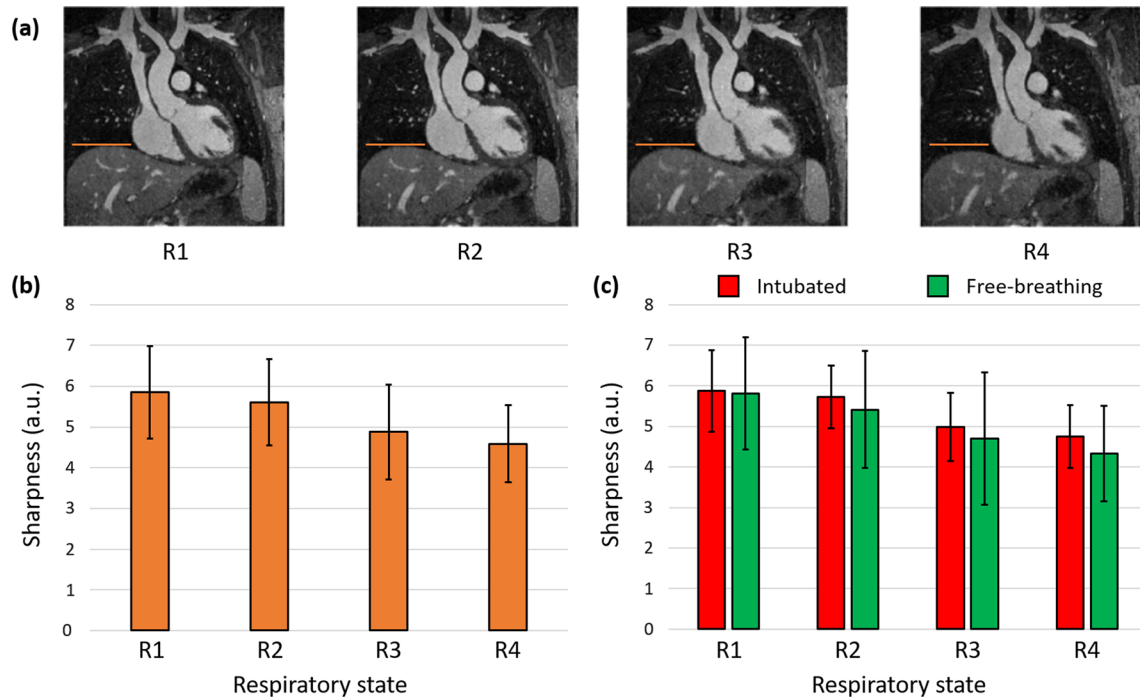 (a)
R1 R2 R3 R4
(b)
8
7
6
5
4
3
2
1
0
Sharpness (a.u.)
R1 R2 R3 R4
Respiratory state
(c)
Intubated Free-breathing
8
7
6
5
4
3
2
1
0
Sharpness (a.u.)
R1 R2 R3 R4
Respiratory state